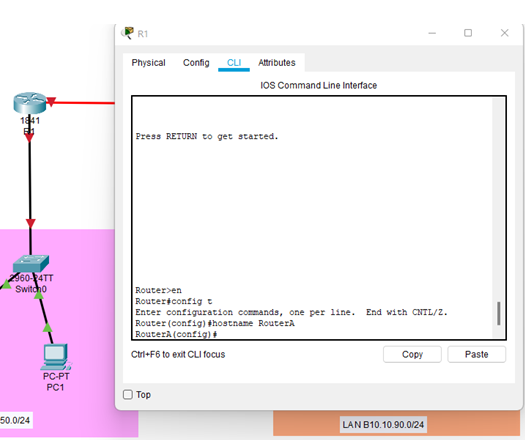 R1
Physical Config CLI Attributes
IOS Command Line Interface
Press RETURN to get started.
Router>en
Router#config t
Enter configuration commands, one per line. End with CNTL/Z.
Router(config)#hostname RouterA
RouterA(config)#
Ctrl+F6 to exit CLI focus
Copy Paste
Top
1841
R1
2960-24TT
Switch0
PC-PT
PC1
50.0/24
LAN B10.10.90.0/24